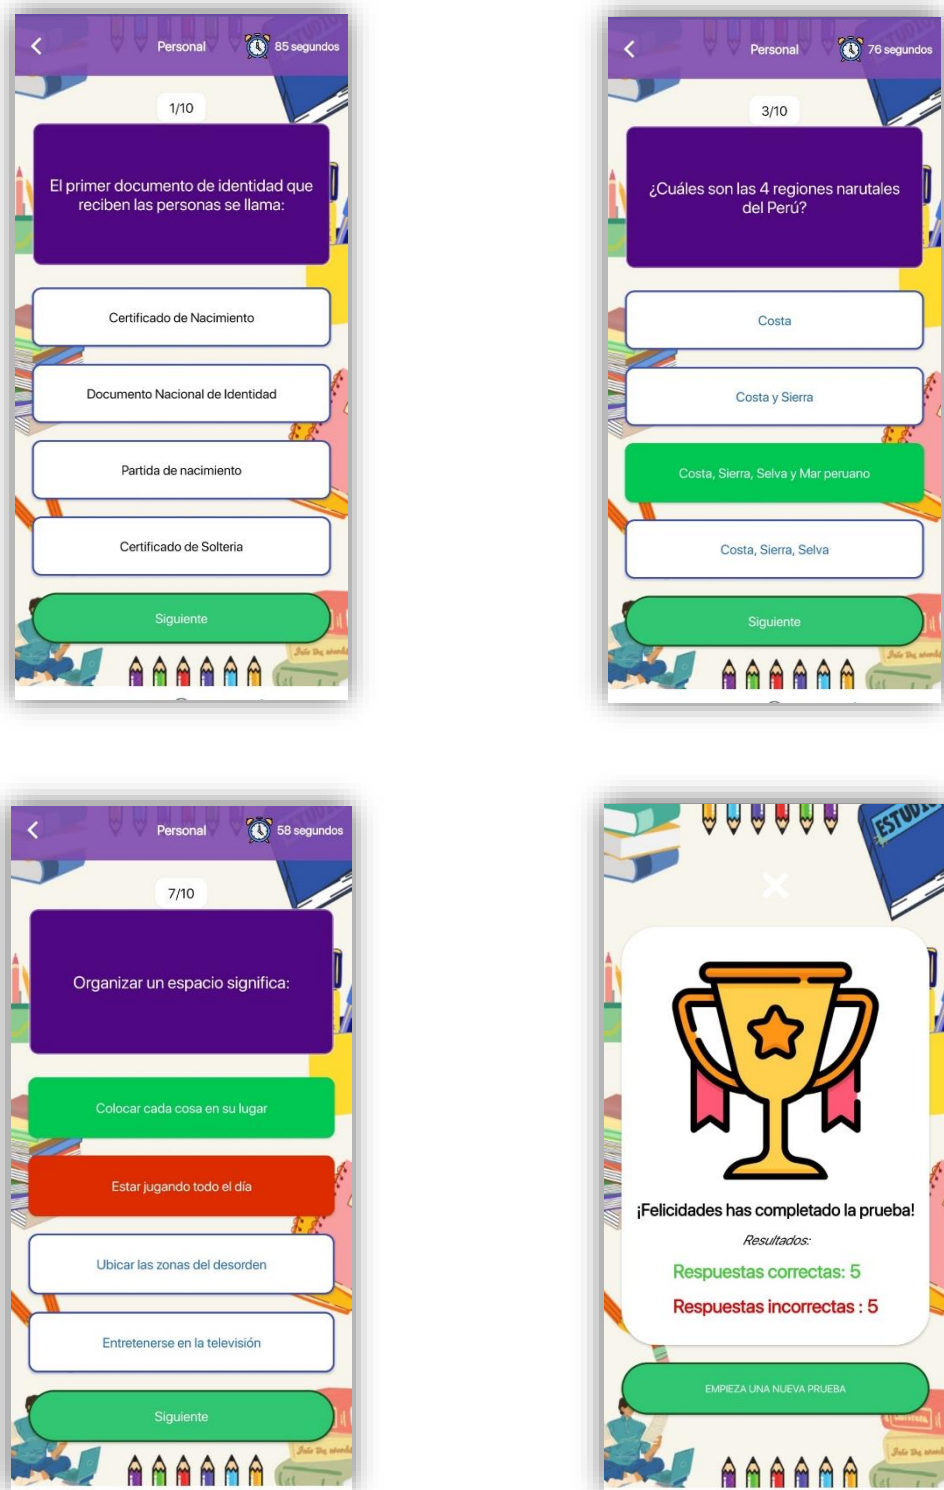 Personal
85 segundos
1/10
El primer documento de identidad que
reciben las personas se llama:
Certificado de Nacimiento
Documento Nacional de Identidad
Partida de nacimiento
Certificado de Solteria
Siguiente
Personal
76 segundos
3/10
¿Cuáles son las 4 regiones narutales
del Perú?
Costa
Costa y Sierra
Costa, Sierra, Selva y Mar peruano
Costa, Sierra, Selva
Siguiente
Personal
58 segundos
7/10
Organizar un espacio significa:
Colocar cada cosa en su lugar
Estar jugando todo el día
Ubicar las zonas del desorden
Entretenerse en la televisión
Siguiente
ESTUD
¡Felicidades has completado la prueba!
Resultados:
Respuestas correctas: 5
Respuestas incorrectas : 5
EMPIEZA UNA NUEVA PRUEBA